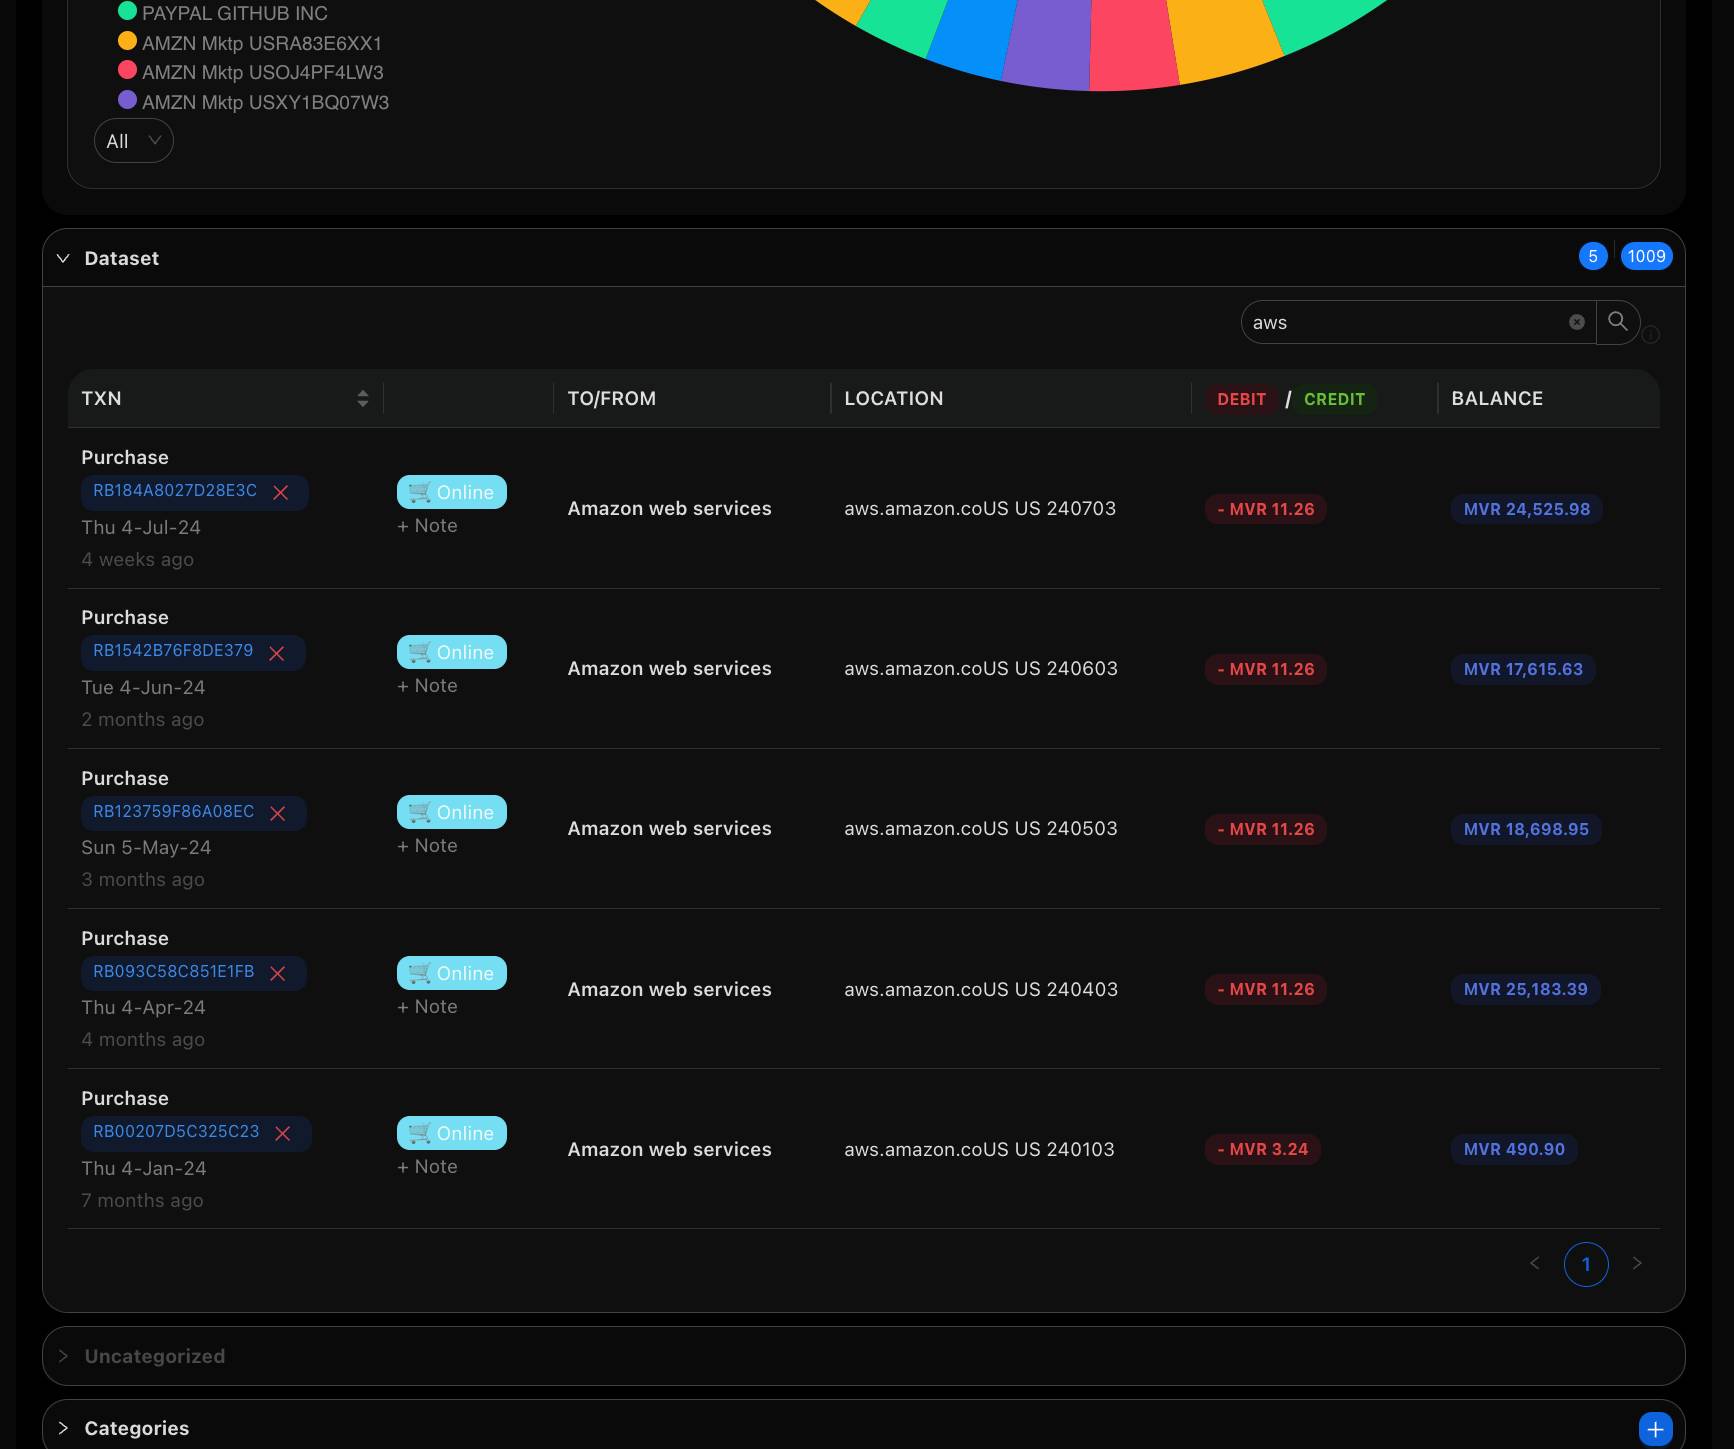 PAYPAL GITHUB INC
AMZN Mktp USRA83E6XX1
AMZN Mktp USOJ4PF4LW3
AMZN Mktp USXY1BQ07W3
All
Dataset 5 1009
aws
TXN TO/FROM LOCATION DEBIT / CREDIT BALANCE
Purchase
RB184A8027D28E3C
Thu 4-Jul-24
4 weeks ago
Online
+ Note
Amazon web services
aws.amazon.coUS US 240703
- MVR 11.26
MVR 24,525.98
Purchase
RB1542B76F8DE379
Tue 4-Jun-24
2 months ago
Online
+ Note
Amazon web services
aws.amazon.coUS US 240603
- MVR 11.26
MVR 17,615.63
Purchase
RB123759F86A08EC
Sun 5-May-24
3 months ago
Online
+ Note
Amazon web services
aws.amazon.coUS US 240503
- MVR 11.26
MVR 18,698.95
Purchase
RB093C58C851E1FB
Thu 4-Apr-24
4 months ago
Online
+ Note
Amazon web services
aws.amazon.coUS US 240403
- MVR 11.26
MVR 25,183.39
Purchase
RB00207D5C325C23
Thu 4-Jan-24
7 months ago
Online
+ Note
Amazon web services
aws.amazon.coUS US 240103
- MVR 3.24
MVR 490.90
1
Uncategorized
Categories